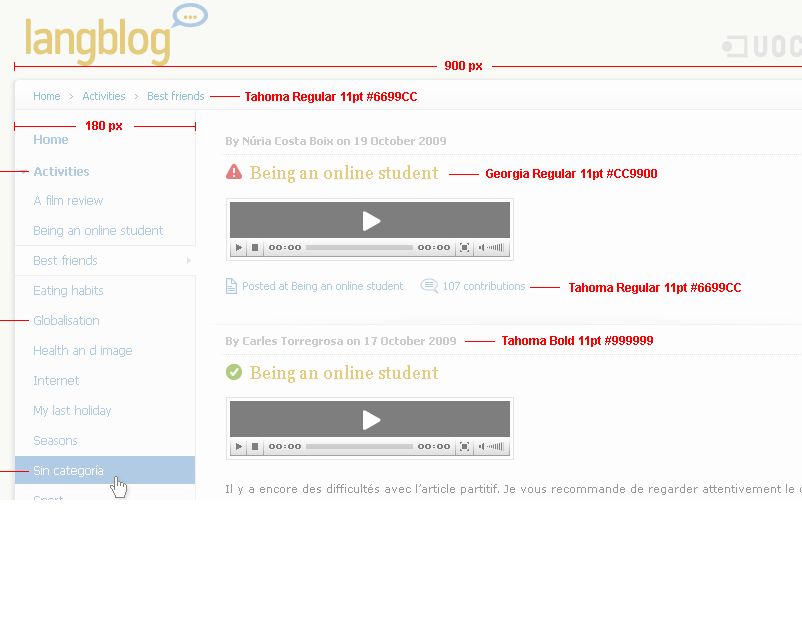 langblog
UOC
900 px
Home > Activities > Best friends
Tahoma Regular 11pt #6699CC
180 px
Home
Activities
A film review
Being an online student
Best friends
Eating habits
Globalisation
Health an d image
Internet
My last holiday
Seasons
Sin categoría
By Núria Costa Boix on 19 October 2009
Being an online student
Georgia Regular 11pt #CC9900
00:00 00:00
Posted at Being an online student
107 contributions
Tahoma Regular 11pt #6699CC
By Carles Torregrosa on 17 October 2009
Tahoma Bold 11pt #999999
Being an online student
00:00 00:00
Il y a encore des difficultés avec l'article partitif. Je vous recommande de regarder attentivement le